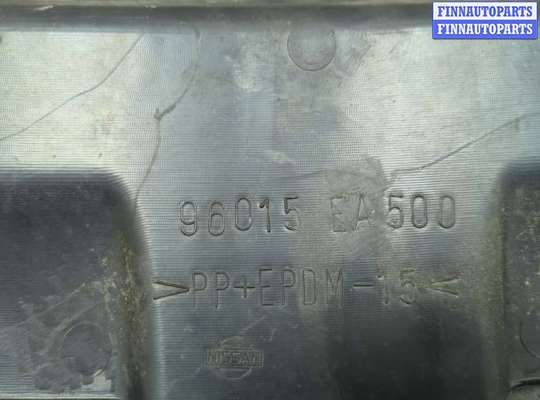 FINNAUTOPARTS
FINNAUTOPARTS
96015 EA500
>PP+EPDM-15<
NISSAN